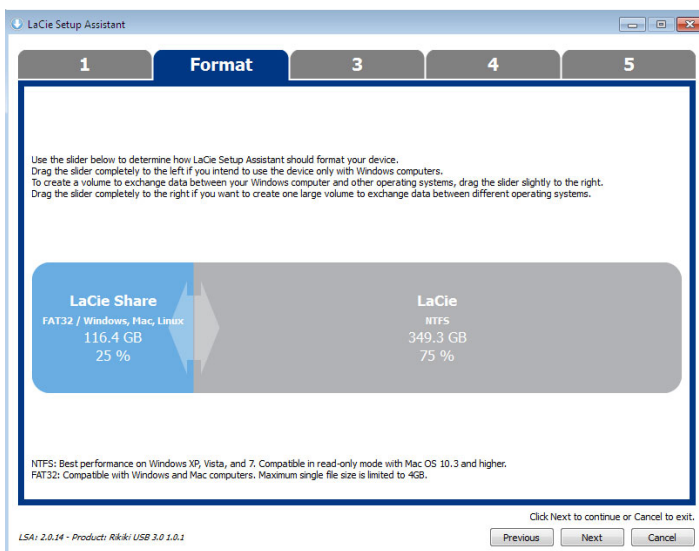 LaCie Setup Assistant
1 Format 3 4 5
Use the slider below to determine how LaCie Setup Assistant should format your device.
Drag the slider completely to the left if you intend to use the device only with Windows computers.
To create a volume to exchange data between your Windows computer and other operating systems, drag the slider slightly to the right.
Drag the slider completely to the right if you want to create one large volume to exchange data between different operating systems.
LaCie Share
FAT32 / Windows, Mac, Linux
116.4 GB
25 %
LaCie
NTFS
349.3 GB
75 %
NTFS: Best performance on Windows XP, Vista, and 7. Compatible in read-only mode with Mac OS 10.3 and higher.
FAT32: Compatible with Windows and Mac computers. Maximum single file size is limited to 4GB.
Click Next to continue or Cancel to exit.
LSA: 2.0.14 - Product: Rikiki USB 3.0 1.0.1
Previous Next Cancel